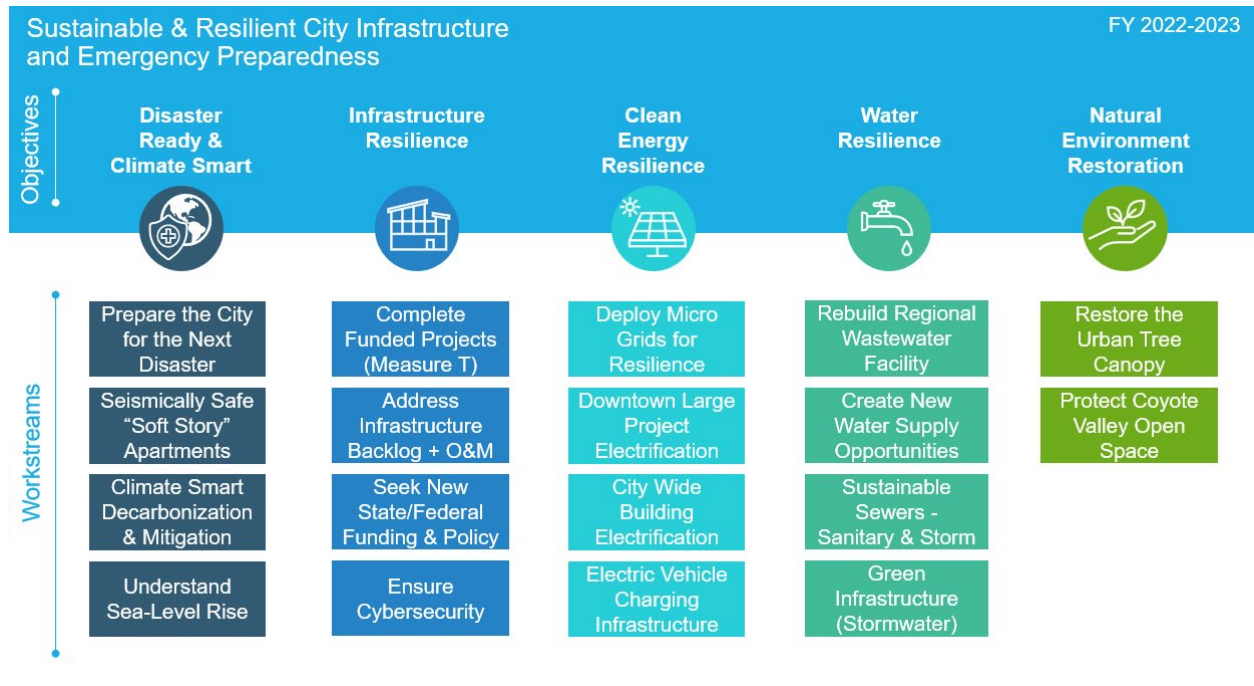 Sustainable & Resilient City Infrastructure
and Emergency Preparedness
FY 2022-2023
Objectives
Disaster
Ready &
Climate Smart
Infrastructure
Resilience
Clean
Energy
Resilience
Water
Resilience
Natural
Environment
Restoration
Workstreams
Prepare the City
for the Next
Disaster
Seismically Safe
“Soft Story”
Apartments
Climate Smart
Decarbonization
& Mitigation
Understand
Sea-Level Rise
Complete
Funded Projects
(Measure T)
Address
Infrastructure
Backlog + O&M
Seek New
State/Federal
Funding & Policy
Ensure
Cybersecurity
Deploy Micro
Grids for
Resilience
Downtown Large
Project
Electrification
City Wide
Building
Electrification
Electric Vehicle
Charging
Infrastructure
Rebuild Regional
Wastewater
Facility
Create New
Water Supply
Opportunities
Sustainable
Sewers -
Sanitary & Storm
Green
Infrastructure
(Stormwater)
Restore the
Urban Tree
Canopy
Protect Coyote
Valley Open
Space